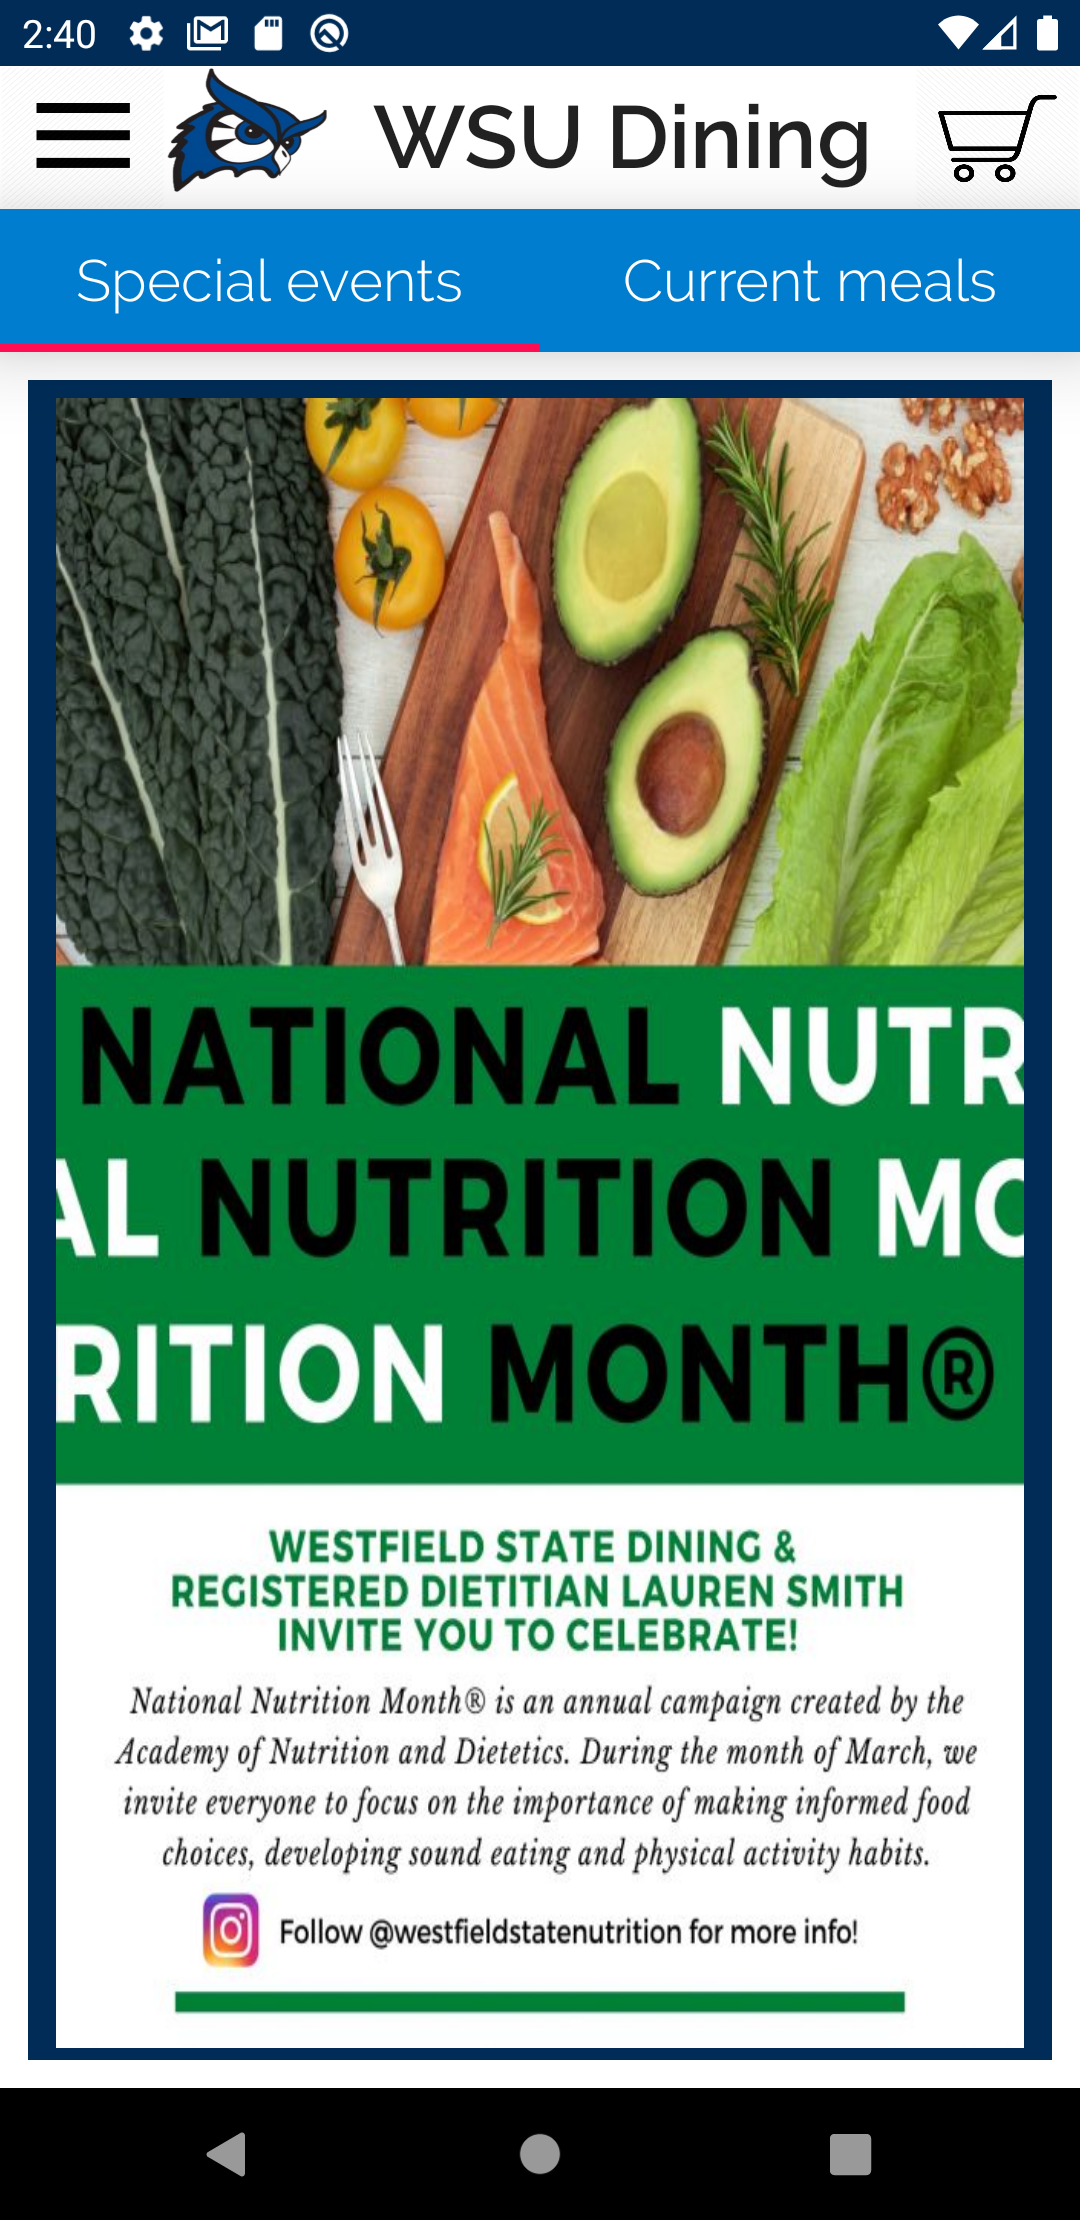 2:40
WSU Dining
Special events
Current meals
NATIONAL NUTR
AL NUTRITION MO
RITION MONTH®
WESTFIELD STATE DINING &
REGISTERED DIETITIAN LAUREN SMITH
INVITE YOU TO CELEBRATE!
National Nutrition Month® is an annual campaign created by the
Academy of Nutrition and Dietetics. During the month of March, we
invite everyone to focus on the importance of making informed food
choices, developing sound eating and physical activity habits.
Follow @westfieldstatenutrition for more info!